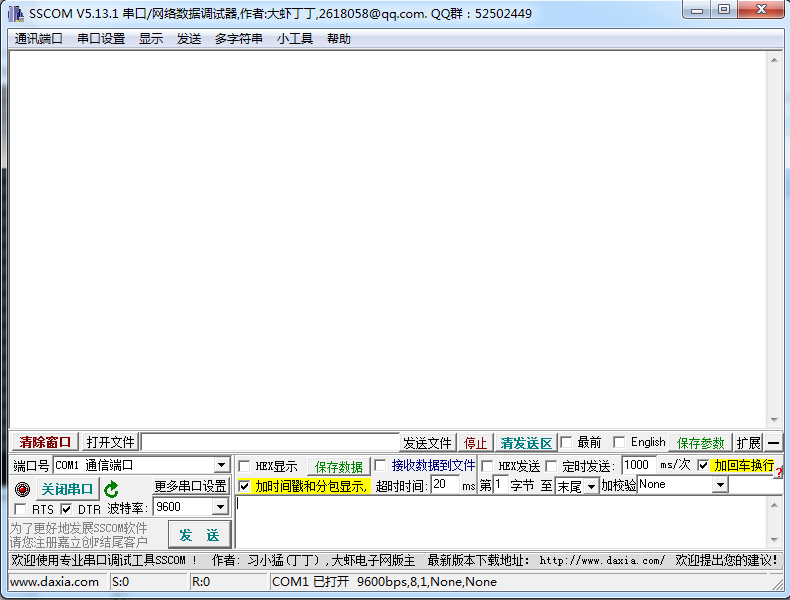 SSCOM V5.13.1 串口/网络数据调试器,作者:大虾丁丁,2618058@qq.com. QQ群：52502449
通讯端口 串口设置 显示 发送 多字符串 小工具 帮助
清除窗口 打开文件 发送文件 停止 清发送区 最前 English 保存参数 扩展 —
端口号 COM1 通信端口 HEX显示 保存数据 接收数据到文件 HEX发送 定时发送: 1000 ms/次 加回车换行 ?
关闭串口 更多串口设置 加时间戳和分包显示, 超时时间: 20 ms 第 1 字节 至 末尾 加校验 None
RTS DTR 波特率: 9600
为了更好地发展SSCOM软件
请您注册嘉立创F结尾客户
发 送
欢迎使用专业串口调试工具SSCOM ! 作者: 习小猛(丁丁),大虾电子网版主 最新版本下载地址: http://www.daxia.com/ 欢迎提出您的建议!
www.daxia.com S:0 R:0 COM1 已打开 9600bps,8,1,None,None